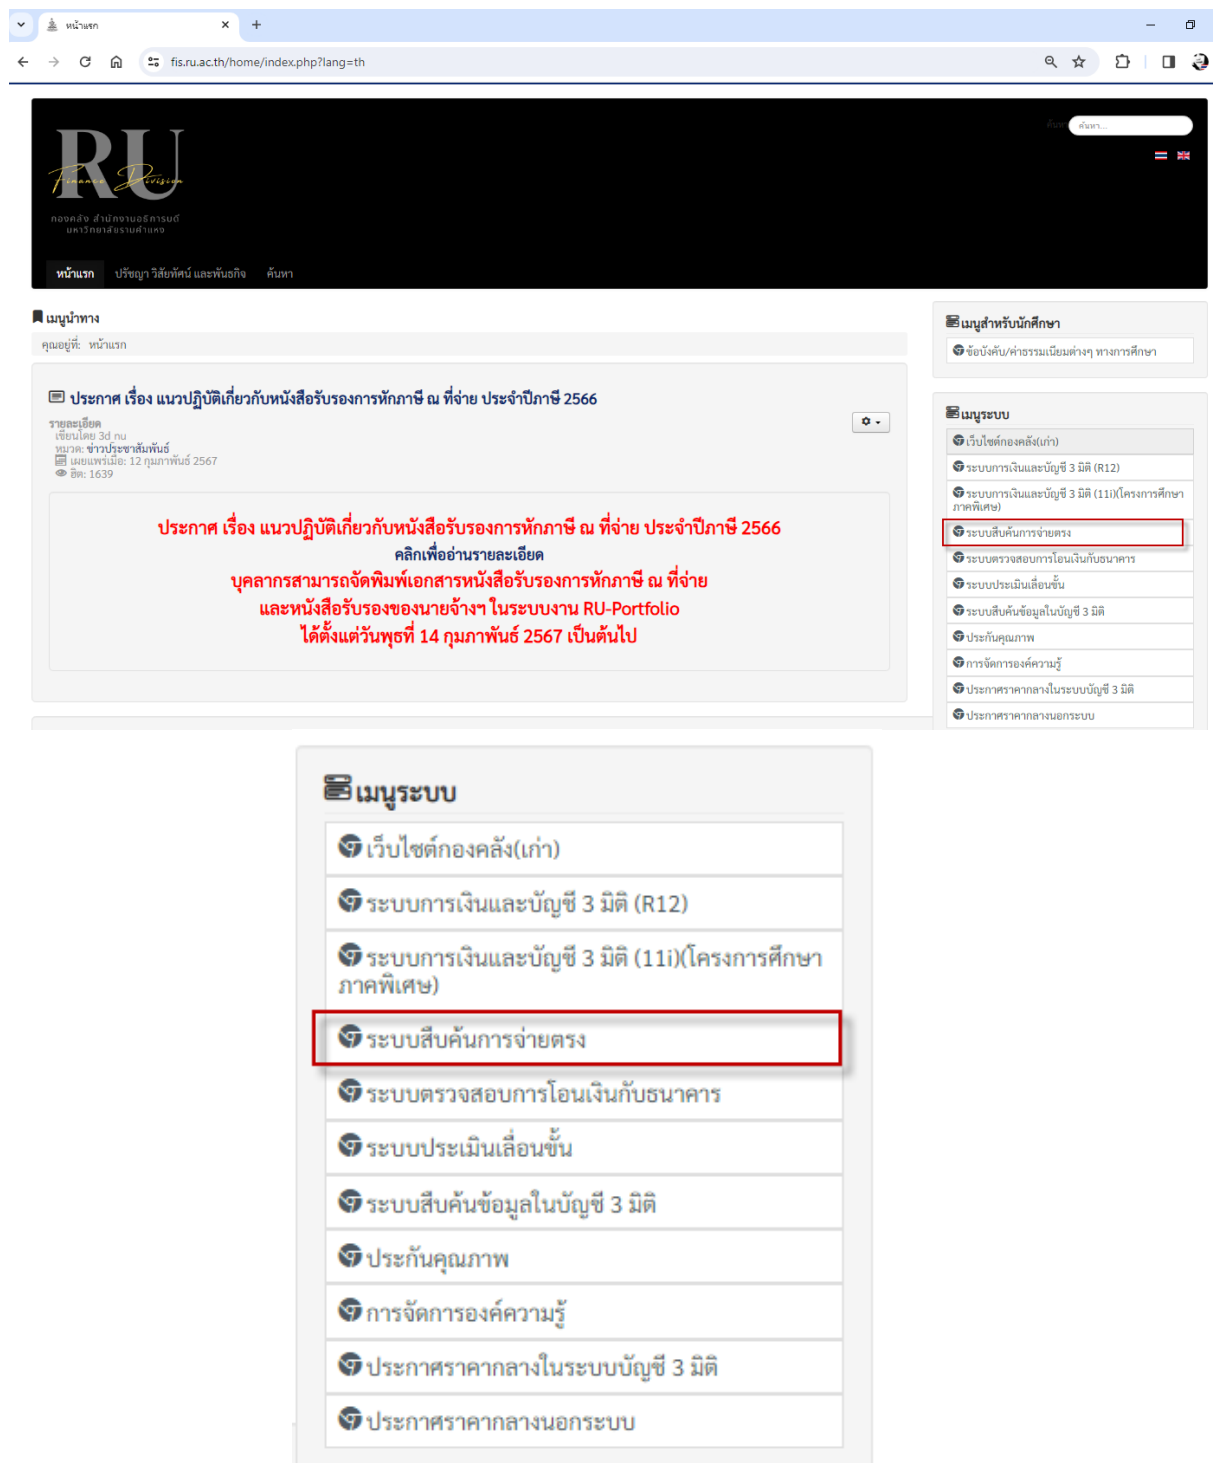 หน้าแรก
fis.ru.ac.th/home/index.php?lang=th
ค้นหา ค้นหา...
RU
Finance Division
กองคลัง สำนักงานอธิการบดี
มหาวิทยาลัยรามคำแหง
หน้าแรก ปรัชญา วิสัยทัศน์ และพันธกิจ ค้นหา
เมนูนำทาง
คุณอยู่ที่: หน้าแรก
ประกาศ เรื่อง แนวปฏิบัติเกี่ยวกับหนังสือรับรองการหักภาษี ณ ที่จ่าย ประจำปีภาษี 2566
รายละเอียด
เขียนโดย 3d nu
หมวด: ข่าวประชาสัมพันธ์
เผยแพร่เมื่อ: 12 กุมภาพันธ์ 2567
ฮิต: 1639
ประกาศ เรื่อง แนวปฏิบัติเกี่ยวกับหนังสือรับรองการหักภาษี ณ ที่จ่าย ประจำปีภาษี 2566
คลิกเพื่ออ่านรายละเอียด
บุคลากรสามารถจัดพิมพ์เอกสารหนังสือรับรองการหักภาษี ณ ที่จ่าย
และหนังสือรับรองของนายจ้างฯ ในระบบงาน RU-Portfolio
ได้ตั้งแต่วันพุธที่ 14 กุมภาพันธ์ 2567 เป็นต้นไป
เมนูสำหรับนักศึกษา
ข้อบังคับ/ค่าธรรมเนียมต่างๆ ทางการศึกษา
เมนูระบบ
เว็บไซต์กองคลัง(เก่า)
ระบบการเงินและบัญชี 3 มิติ (R12)
ระบบการเงินและบัญชี 3 มิติ (11i)(โครงการศึกษา
ภาคพิเศษ)
ระบบสืบค้นการจ่ายตรง
ระบบตรวจสอบการโอนเงินกับธนาคาร
ระบบประเมินเลื่อนขั้น
ระบบสืบค้นข้อมูลในบัญชี 3 มิติ
ประกันคุณภาพ
การจัดการองค์ความรู้
ประกาศราคากลางในระบบบัญชี 3 มิติ
ประกาศราคากลางนอกระบบ
เมนูระบบ
เว็บไซต์กองคลัง(เก่า)
ระบบการเงินและบัญชี 3 มิติ (R12)
ระบบการเงินและบัญชี 3 มิติ (11i)(โครงการศึกษา
ภาคพิเศษ)
ระบบสืบค้นการจ่ายตรง
ระบบตรวจสอบการโอนเงินกับธนาคาร
ระบบประเมินเลื่อนขั้น
ระบบสืบค้นข้อมูลในบัญชี 3 มิติ
ประกันคุณภาพ
การจัดการองค์ความรู้
ประกาศราคากลางในระบบบัญชี 3 มิติ
ประกาศราคากลางนอกระบบ